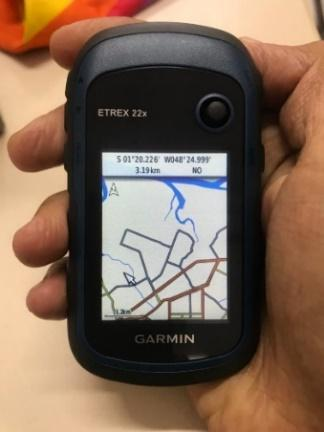 ETREX 22x
S 01°20.226' W048°24.999'
3.19km NO
GARMIN